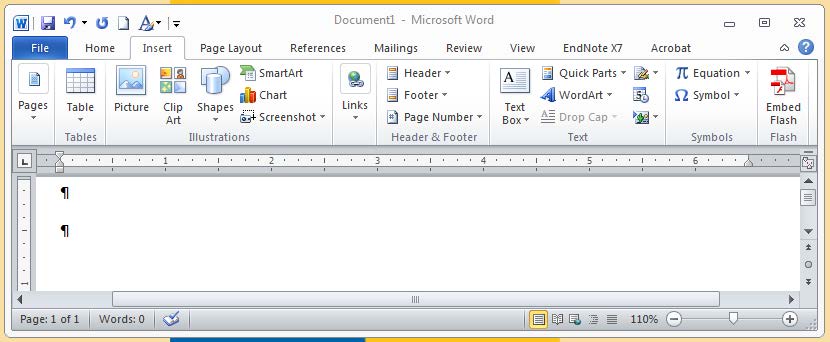 Document1 - Microsoft Word
File Home Insert Page Layout References Mailings Review View EndNote X7 Acrobat
Pages
Table
Tables
Picture
Clip Art
Shapes
SmartArt
Chart
Screenshot
Illustrations
Links
Header
Footer
Page Number
Header & Footer
Text Box
Quick Parts
WordArt
Drop Cap
Text
π Equation
Ω Symbol
Symbols
Embed Flash
Flash
1 2 3 4 5 6
¶
¶
1
Page: 1 of 1 Words: 0 110%